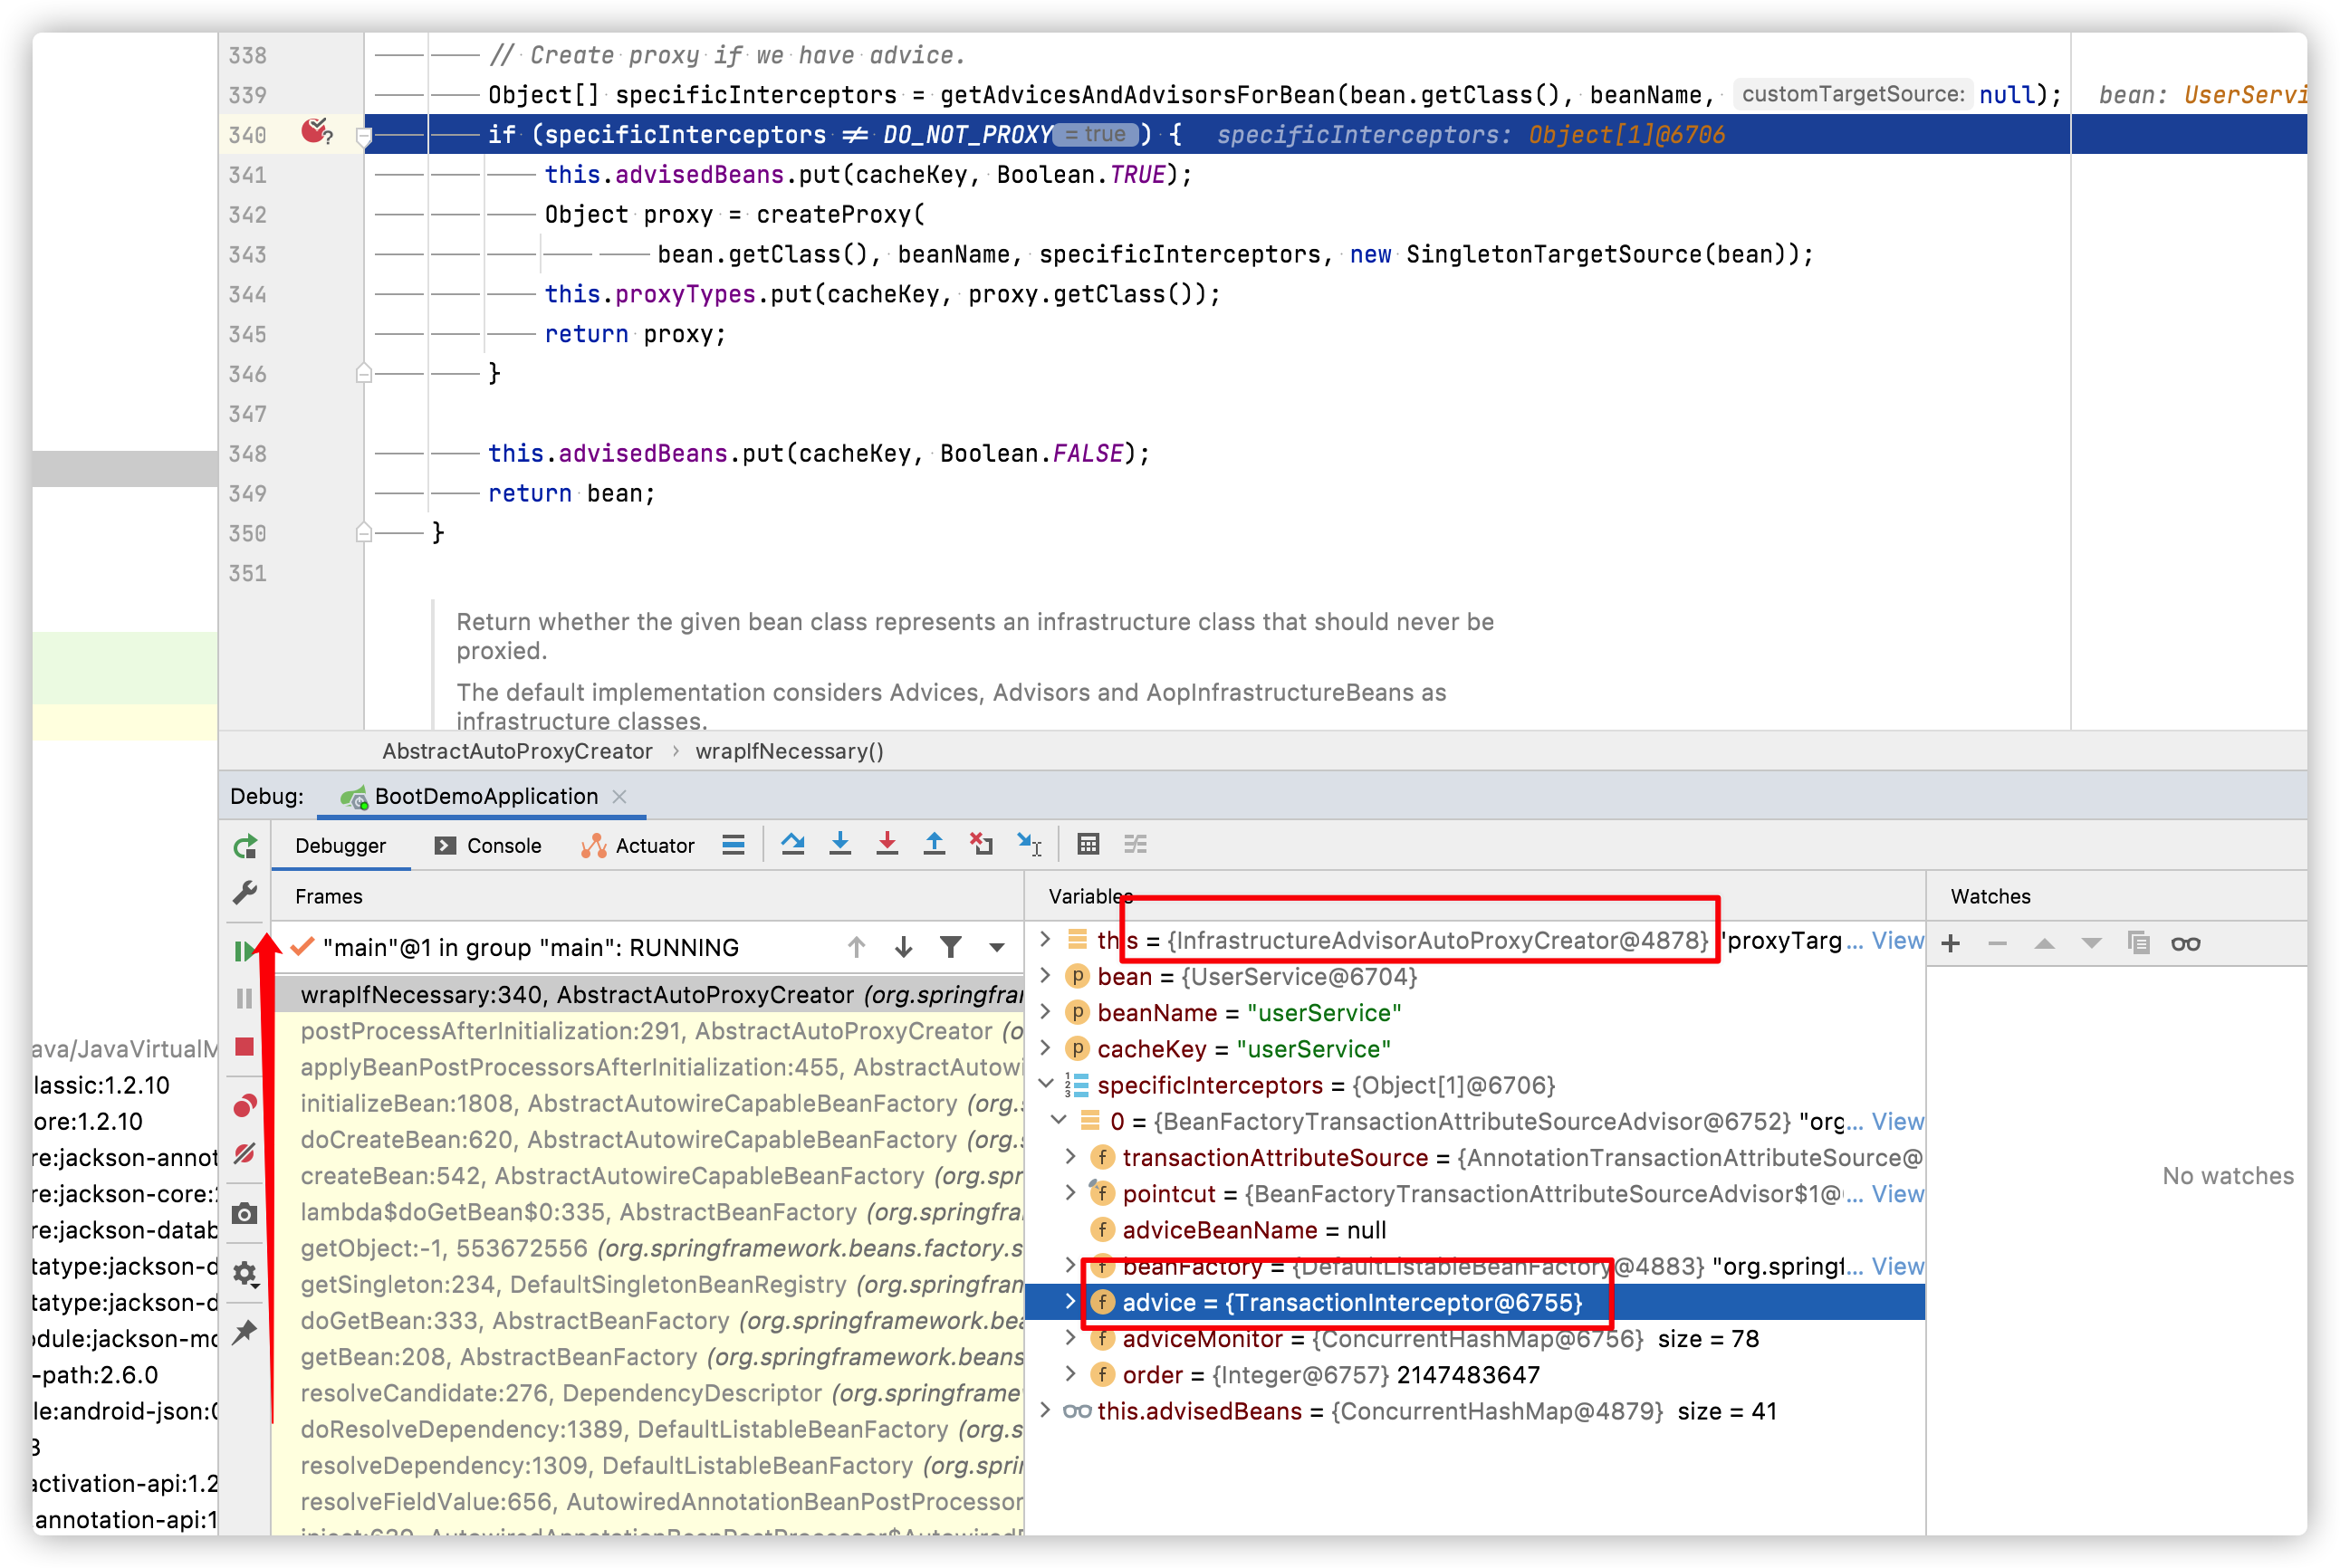 338 // Create proxy if we have advice.
339 Object[] specificInterceptors = getAdvicesAndAdvisorsForBean(bean.getClass(), beanName, customTargetSource: null); bean: UserServi
340 if (specificInterceptors ≠ DO_NOT_PROXY = true ) { specificInterceptors: Object[1]@6706
341 this.advisedBeans.put(cacheKey, Boolean.TRUE);
342 Object proxy = createProxy(
343 bean.getClass(), beanName, specificInterceptors, new SingletonTargetSource(bean));
344 this.proxyTypes.put(cacheKey, proxy.getClass());
345 return proxy;
346 }
347
348 this.advisedBeans.put(cacheKey, Boolean.FALSE);
349 return bean;
350 }
351
Return whether the given bean class represents an infrastructure class that should never be
proxied.
The default implementation considers Advices, Advisors and AopInfrastructureBeans as
infrastructure classes.
AbstractAutoProxyCreator › wrapIfNecessary()
Debug: BootDemoApplication
Debugger Console Actuator
Frames
"main"@1 in group "main": RUNNING
wrapIfNecessary:340, AbstractAutoProxyCreator (org.springfram
postProcessAfterInitialization:291, AbstractAutoProxyCreator (o
applyBeanPostProcessorsAfterInitialization:455, AbstractAutowi
initializeBean:1808, AbstractAutowireCapableBeanFactory (org.s
doCreateBean:620, AbstractAutowireCapableBeanFactory (org.s
createBean:542, AbstractAutowireCapableBeanFactory (org.spr
lambda$doGetBean$0:335, AbstractBeanFactory (org.springfra
getObject:-1, 553672556 (org.springframework.beans.factory.s
getSingleton:234, DefaultSingletonBeanRegistry (org.springfran
doGetBean:333, AbstractBeanFactory (org.springframework.bea
getBean:208, AbstractBeanFactory (org.springframework.beans
resolveCandidate:276, DependencyDescriptor (org.springframe
doResolveDependency:1389, DefaultListableBeanFactory (org.s
resolveDependency:1309, DefaultListableBeanFactory (org.sprin
resolveFieldValue:656, AutowiredAnnotationBeanPostProcessor
Variables
this = {InfrastructureAdvisorAutoProxyCreator@4878} "proxyTarg... View
bean = {UserService@6704}
beanName = "userService"
cacheKey = "userService"
specificInterceptors = {Object[1]@6706}
0 = {BeanFactoryTransactionAttributeSourceAdvisor@6752} "org... View
transactionAttributeSource = {AnnotationTransactionAttributeSource@
pointcut = {BeanFactoryTransactionAttributeSourceAdvisor$1@... View
adviceBeanName = null
beanFactory = {DefaultListableBeanFactory@4883} "org.springf... View
advice = {TransactionInterceptor@6755}
adviceMonitor = {ConcurrentHashMap@6756} size = 78
order = {Integer@6757} 2147483647
this.advisedBeans = {ConcurrentHashMap@4879} size = 41
Watches
No watches
ava/JavaVirtualM
lassic:1.2.10
ore:1.2.10
re:jackson-annot
re:jackson-core:
re:jackson-datab
tatype:jackson-d
tatype:jackson-d
odule:jackson-mo
-path:2.6.0
le:android-json:0
3
activation-api:1.2
annotation-api:1